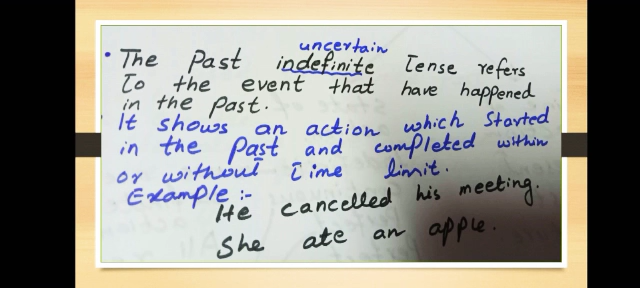 uncertain
• The Past indefinite Tense refers
To the event that have happened
in the Past.
It shows an action which Started
in the Past and completed within
or without Time limit.
Example :-
He cancelled his meeting.
She ate an apple.